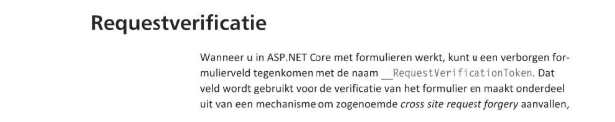 Requestverificatie
Wanneer u in ASP.NET Core met formulieren werkt, kunt u een verborgen for-
mulierveld tegenkomen met de naam __RequestVerificationToken. Dat
veld wordt gebruikt voor de verificatie van het formulier en maakt onderdeel
uit van een mechanisme om zogenoemde cross site request forgery aanvallen,